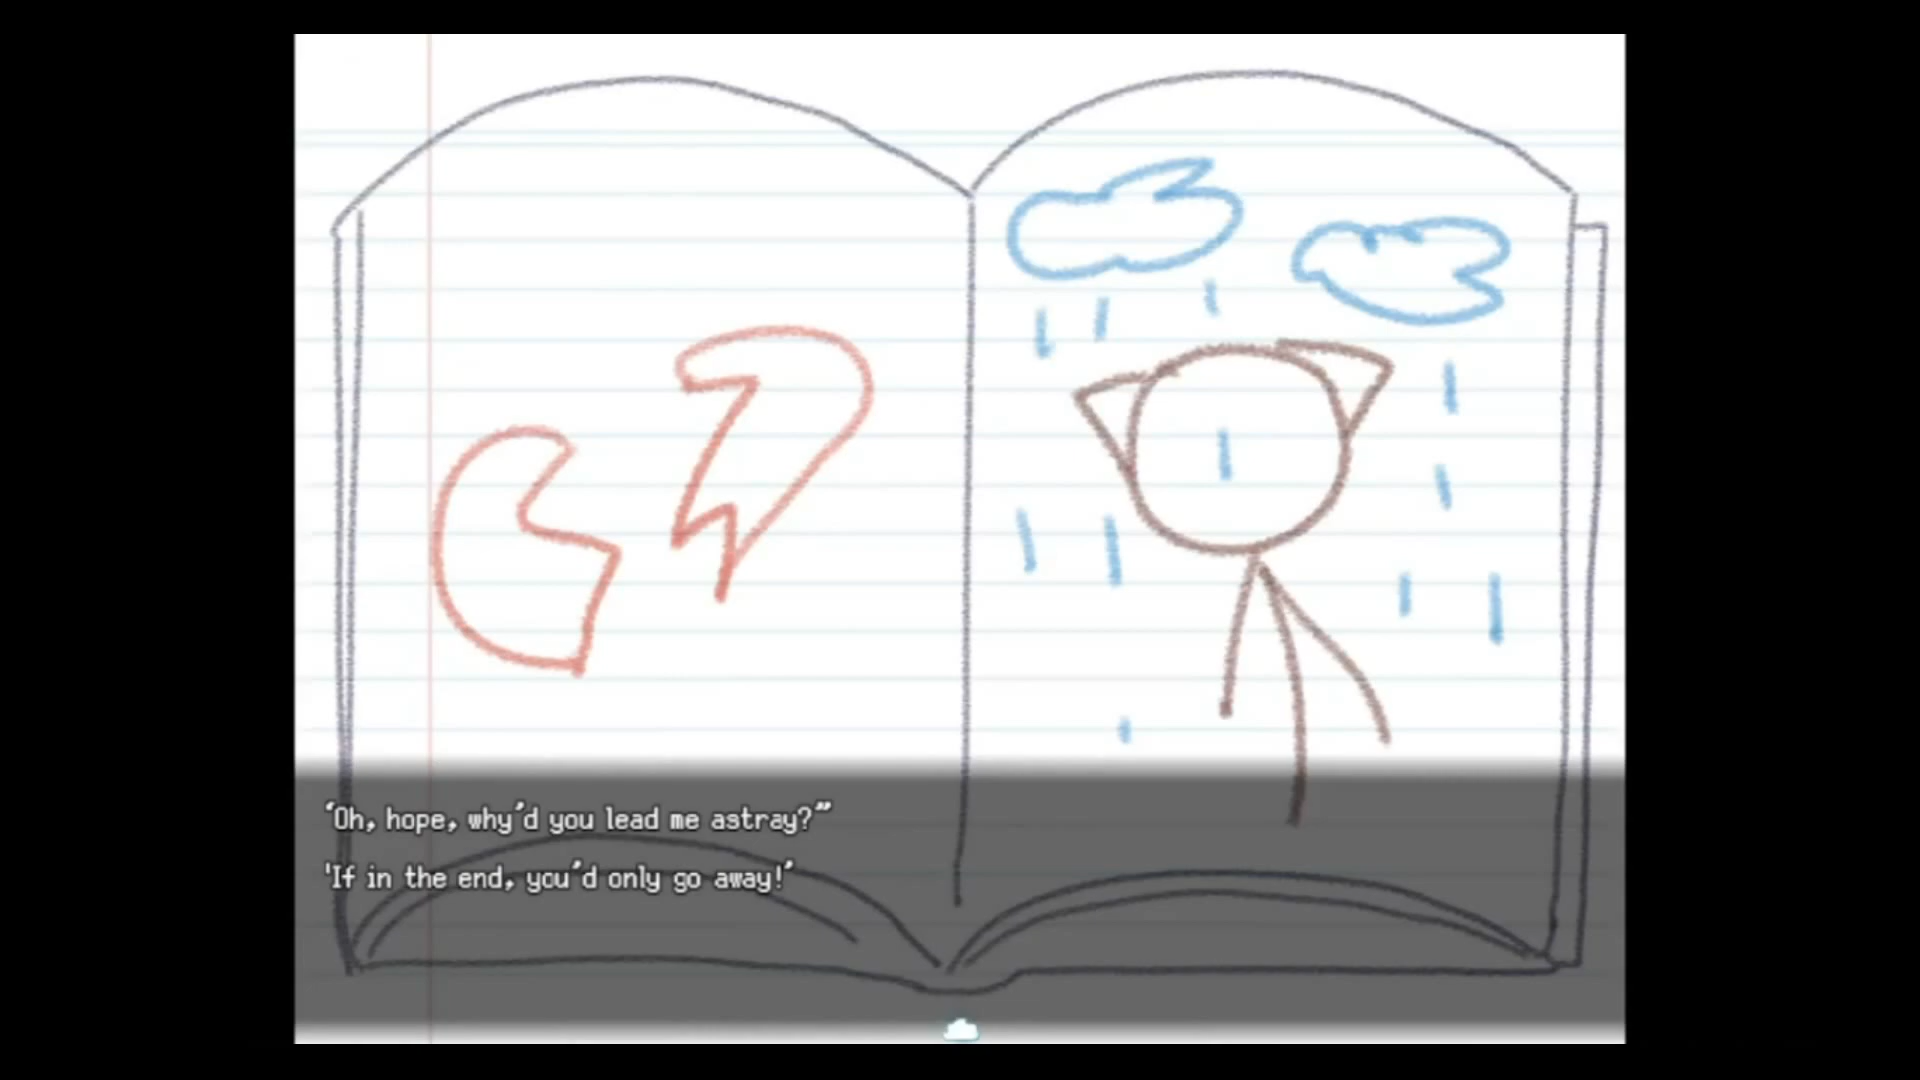 ‘Oh, hope, why’d you lead me astray?”
'If in the end, you’d only go away!’